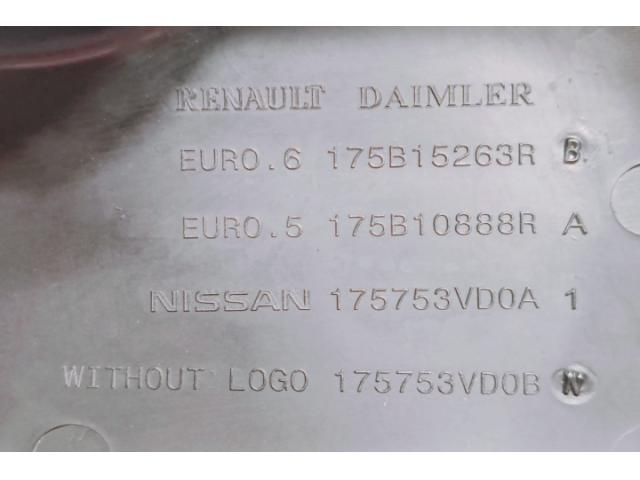 RENAULT DAIMLER
EURO.6 175B15263R B
EURO.5 175B10888R A
NISSAN 175753VD0A 1
WITHOUT LOGO 175753VD0B N